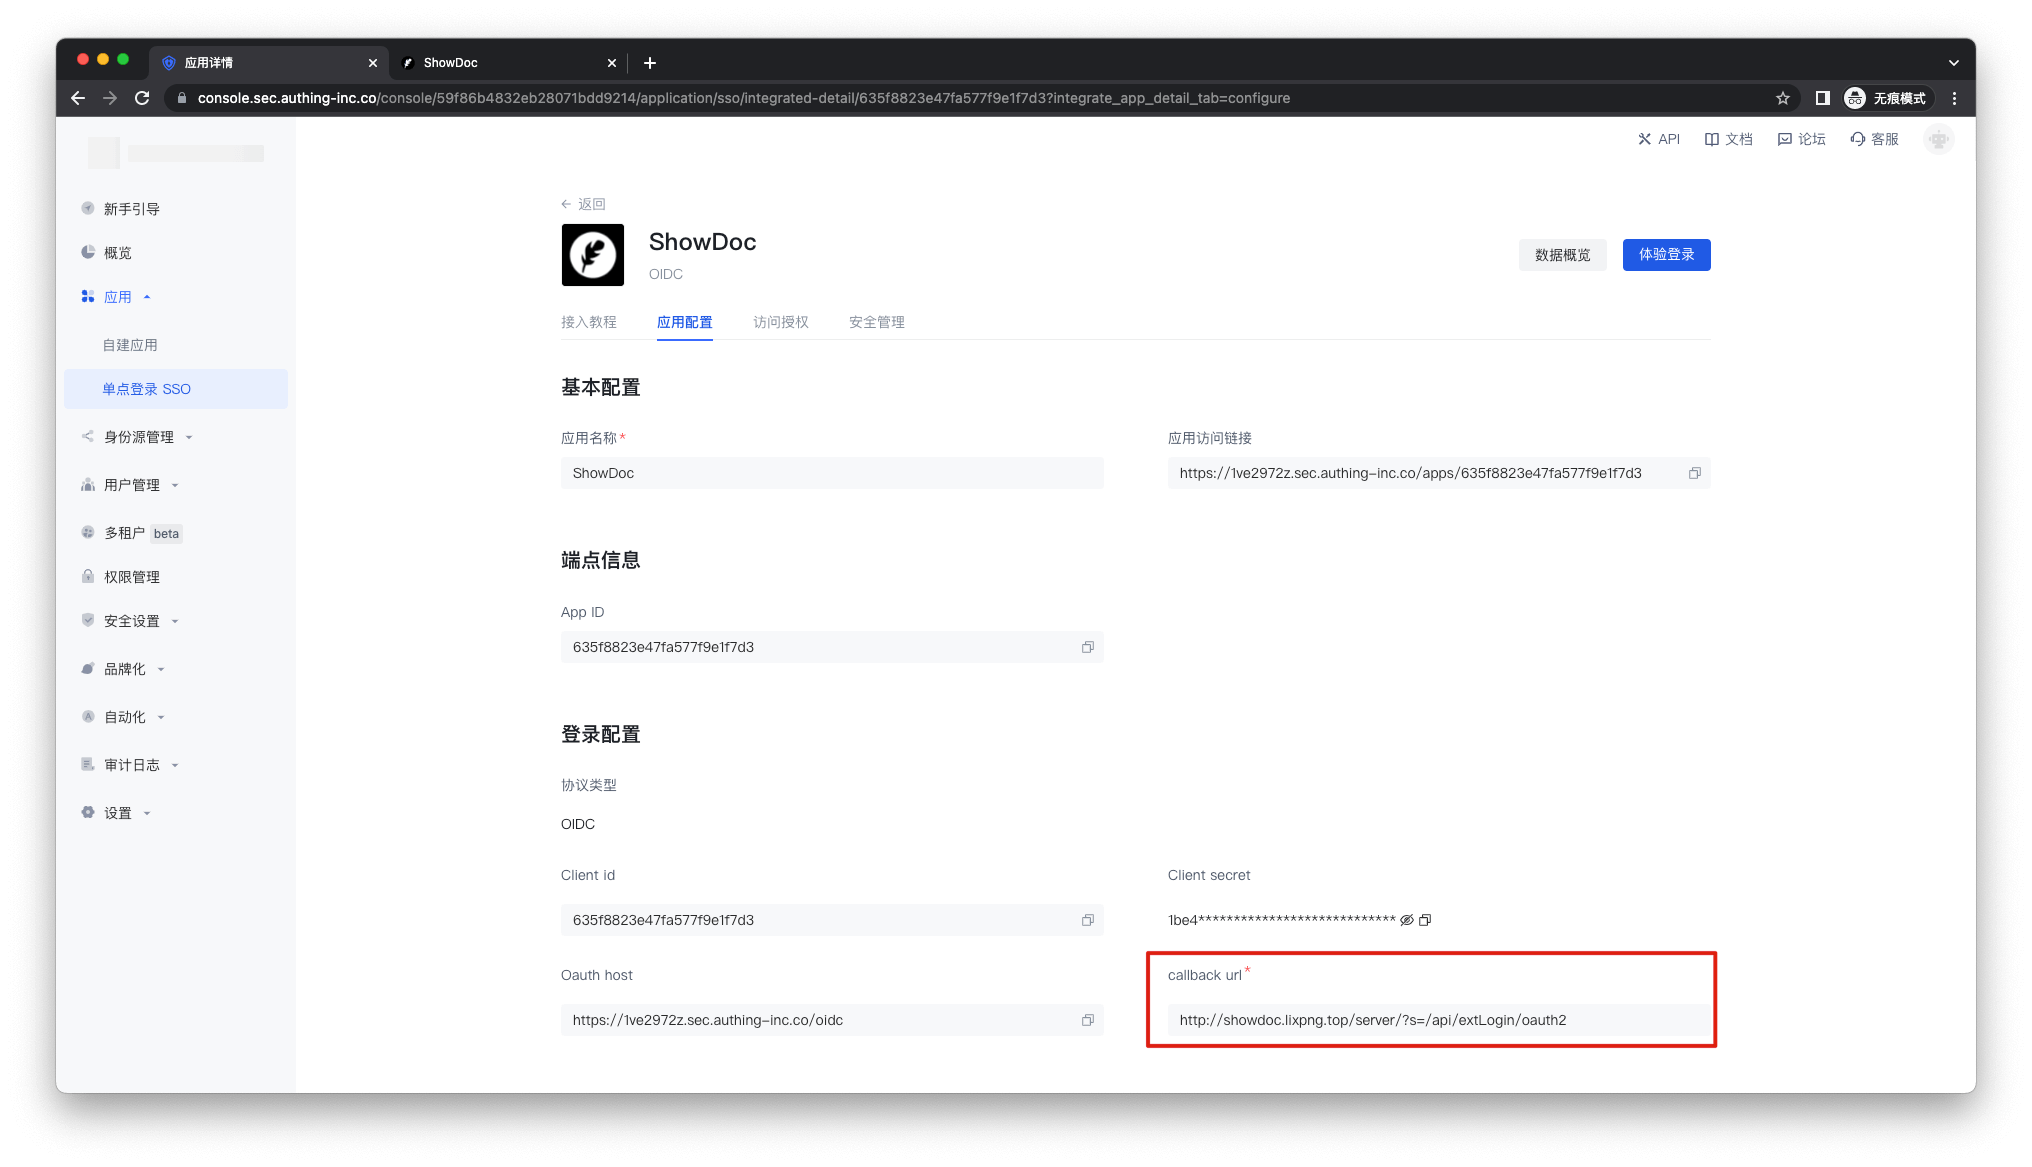 应用详情
ShowDoc
console.sec.authing-inc.co/console/59f86b4832eb28071bdd9214/application/sso/integrated-detail/635f8823e47fa577f9e1f7d3?integrate_app_detail_tab=configure
无痕模式
API 文档 论坛 客服
新手引导
概览
应用
自建应用
单点登录 SSO
身份源管理
用户管理
多租户 beta
权限管理
安全设置
品牌化
自动化
审计日志
设置
← 返回
ShowDoc
OIDC
数据概览
体验登录
接入教程 应用配置 访问授权 安全管理
基本配置
应用名称*
ShowDoc
应用访问链接
https://1ve2972z.sec.authing-inc.co/apps/635f8823e47fa577f9e1f7d3
端点信息
App ID
635f8823e47fa577f9e1f7d3
登录配置
协议类型
OIDC
Client id
635f8823e47fa577f9e1f7d3
Client secret
1be4****************************
Oauth host
https://1ve2972z.sec.authing-inc.co/oidc
callback url*
http://showdoc.lixpng.top/server/?s=/api/extLogin/oauth2